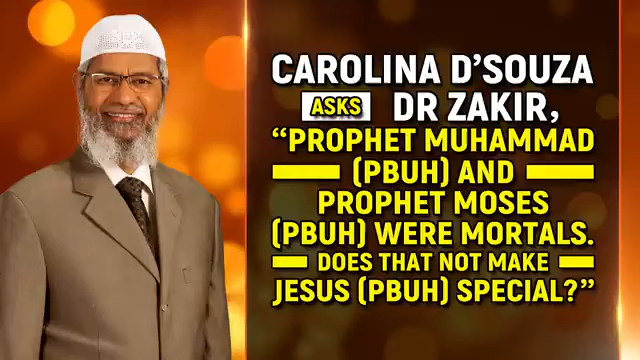 CAROLINA D'SOUZA
ASKS DR ZAKIR,
“PROPHET MUHAMMAD
(PBUH) AND
PROPHET MOSES
(PBUH) WERE MORTALS.
DOES THAT NOT MAKE
JESUS (PBUH) SPECIAL?”